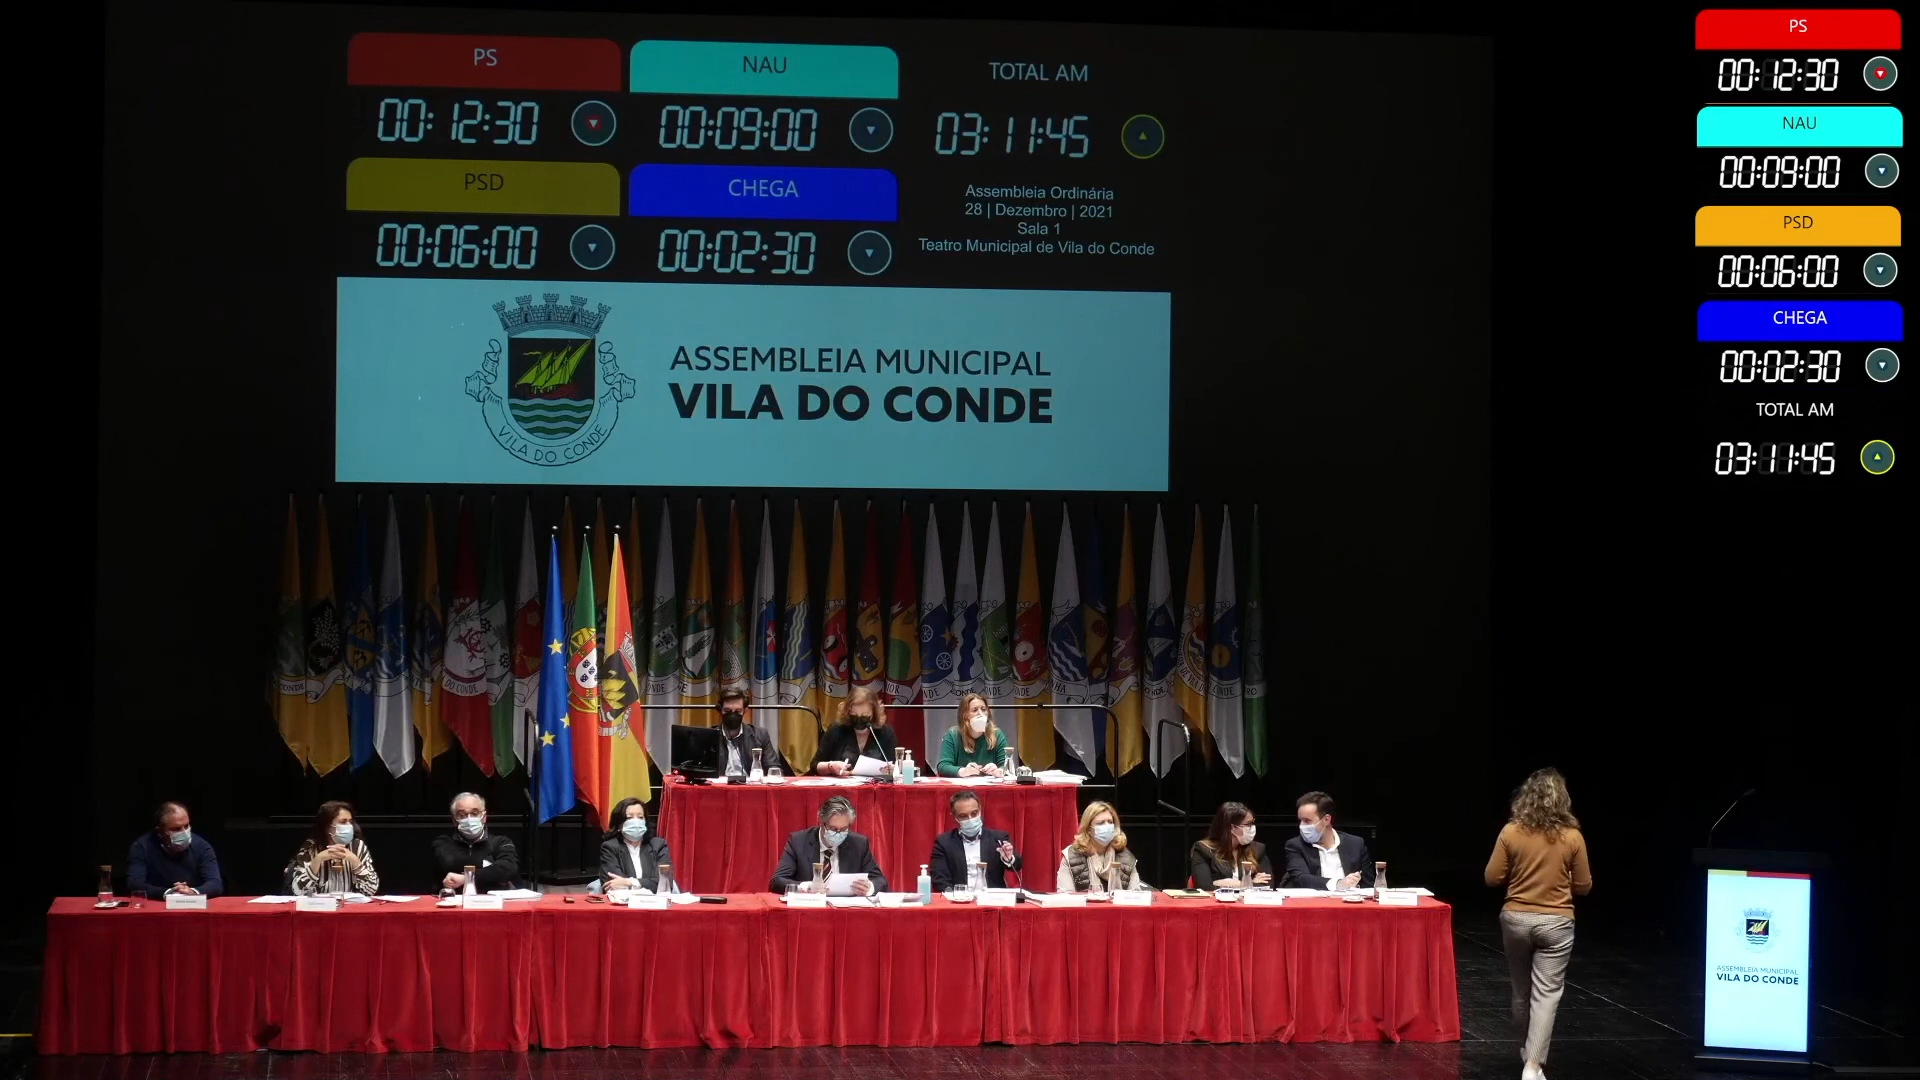 PS
00:12:30
NAU
00:09:00
TOTAL AM
03:11:45
PSD
00:06:00
CHEGA
00:02:30
Assembleia Ordinária
28 | Dezembro | 2021
Sala 1
Teatro Municipal de Vila do Conde
VILA DO CONDE
ASSEMBLEIA MUNICIPAL
VILA DO CONDE
PS
00:12:30
NAU
00:09:00
PSD
00:06:00
CHEGA
00:02:30
TOTAL AM
03:11:45
ASSEMBLEIA MUNICIPAL
VILA DO CONDE